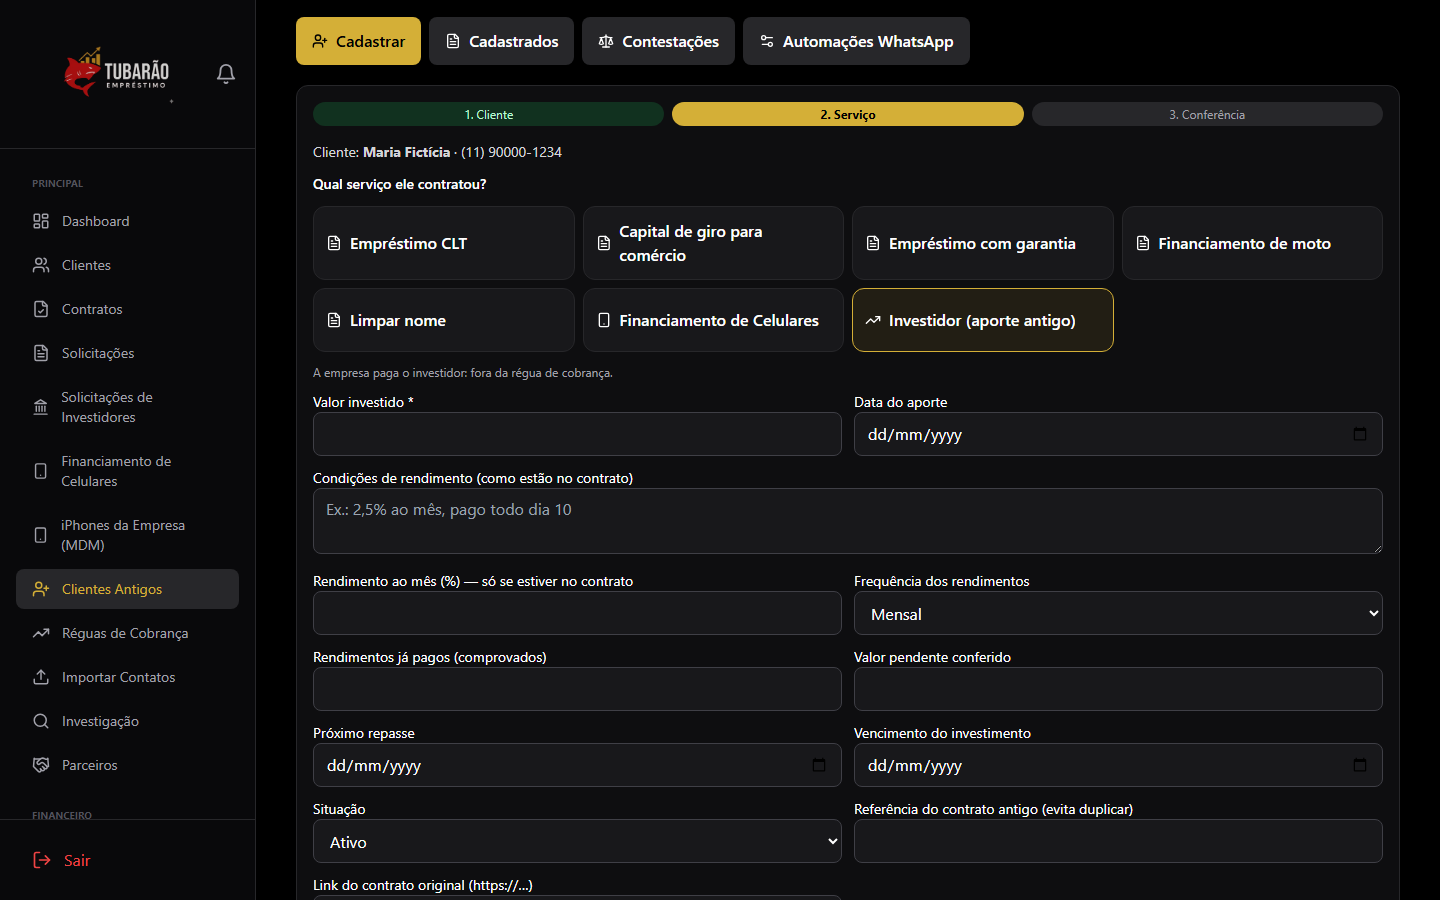 TUBARÃO
EMPRÉSTIMO
PRINCIPAL
Dashboard
Clientes
Contratos
Solicitações
Solicitações de
Investidores
Financiamento de
Celulares
iPhones da Empresa
(MDM)
Clientes Antigos
Réguas de Cobrança
Importar Contatos
Investigação
Parceiros
FINANCEIRO
Sair
Cadastrar
Cadastrados
Contestações
Automações WhatsApp
1. Cliente
2. Serviço
3. Conferência
Cliente: Maria Fictícia · (11) 90000-1234
Qual serviço ele contratou?
Empréstimo CLT
Capital de giro para
comércio
Empréstimo com garantia
Financiamento de moto
Limpar nome
Financiamento de Celulares
Investidor (aporte antigo)
A empresa paga o investidor: fora da régua de cobrança.
Valor investido *
Data do aporte
dd/mm/yyyy
Condições de rendimento (como estão no contrato)
Ex.: 2,5% ao mês, pago todo dia 10
Rendimento ao mês (%) — só se estiver no contrato
Frequência dos rendimentos
Mensal
Rendimentos já pagos (comprovados)
Valor pendente conferido
Próximo repasse
Vencimento do investimento
dd/mm/yyyy
dd/mm/yyyy
Situação
Referência do contrato antigo (evita duplicar)
Ativo
Link do contrato original (https://...)